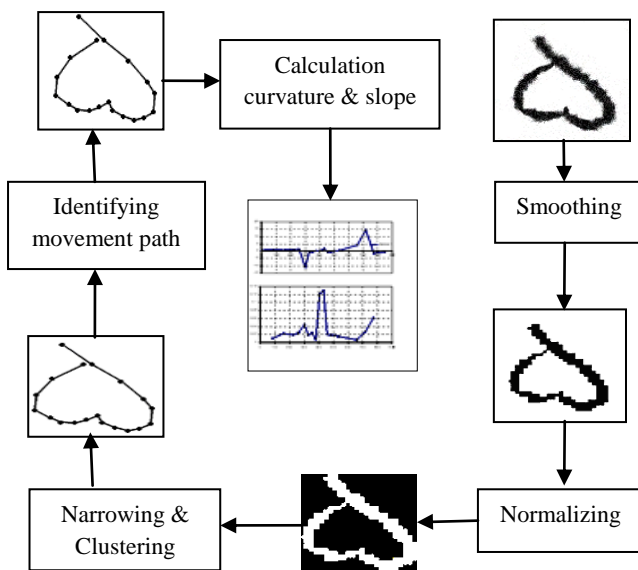 Calculation
curvature & slope
Identifying
movement path
Smoothing
Narrowing &
Clustering
Normalizing